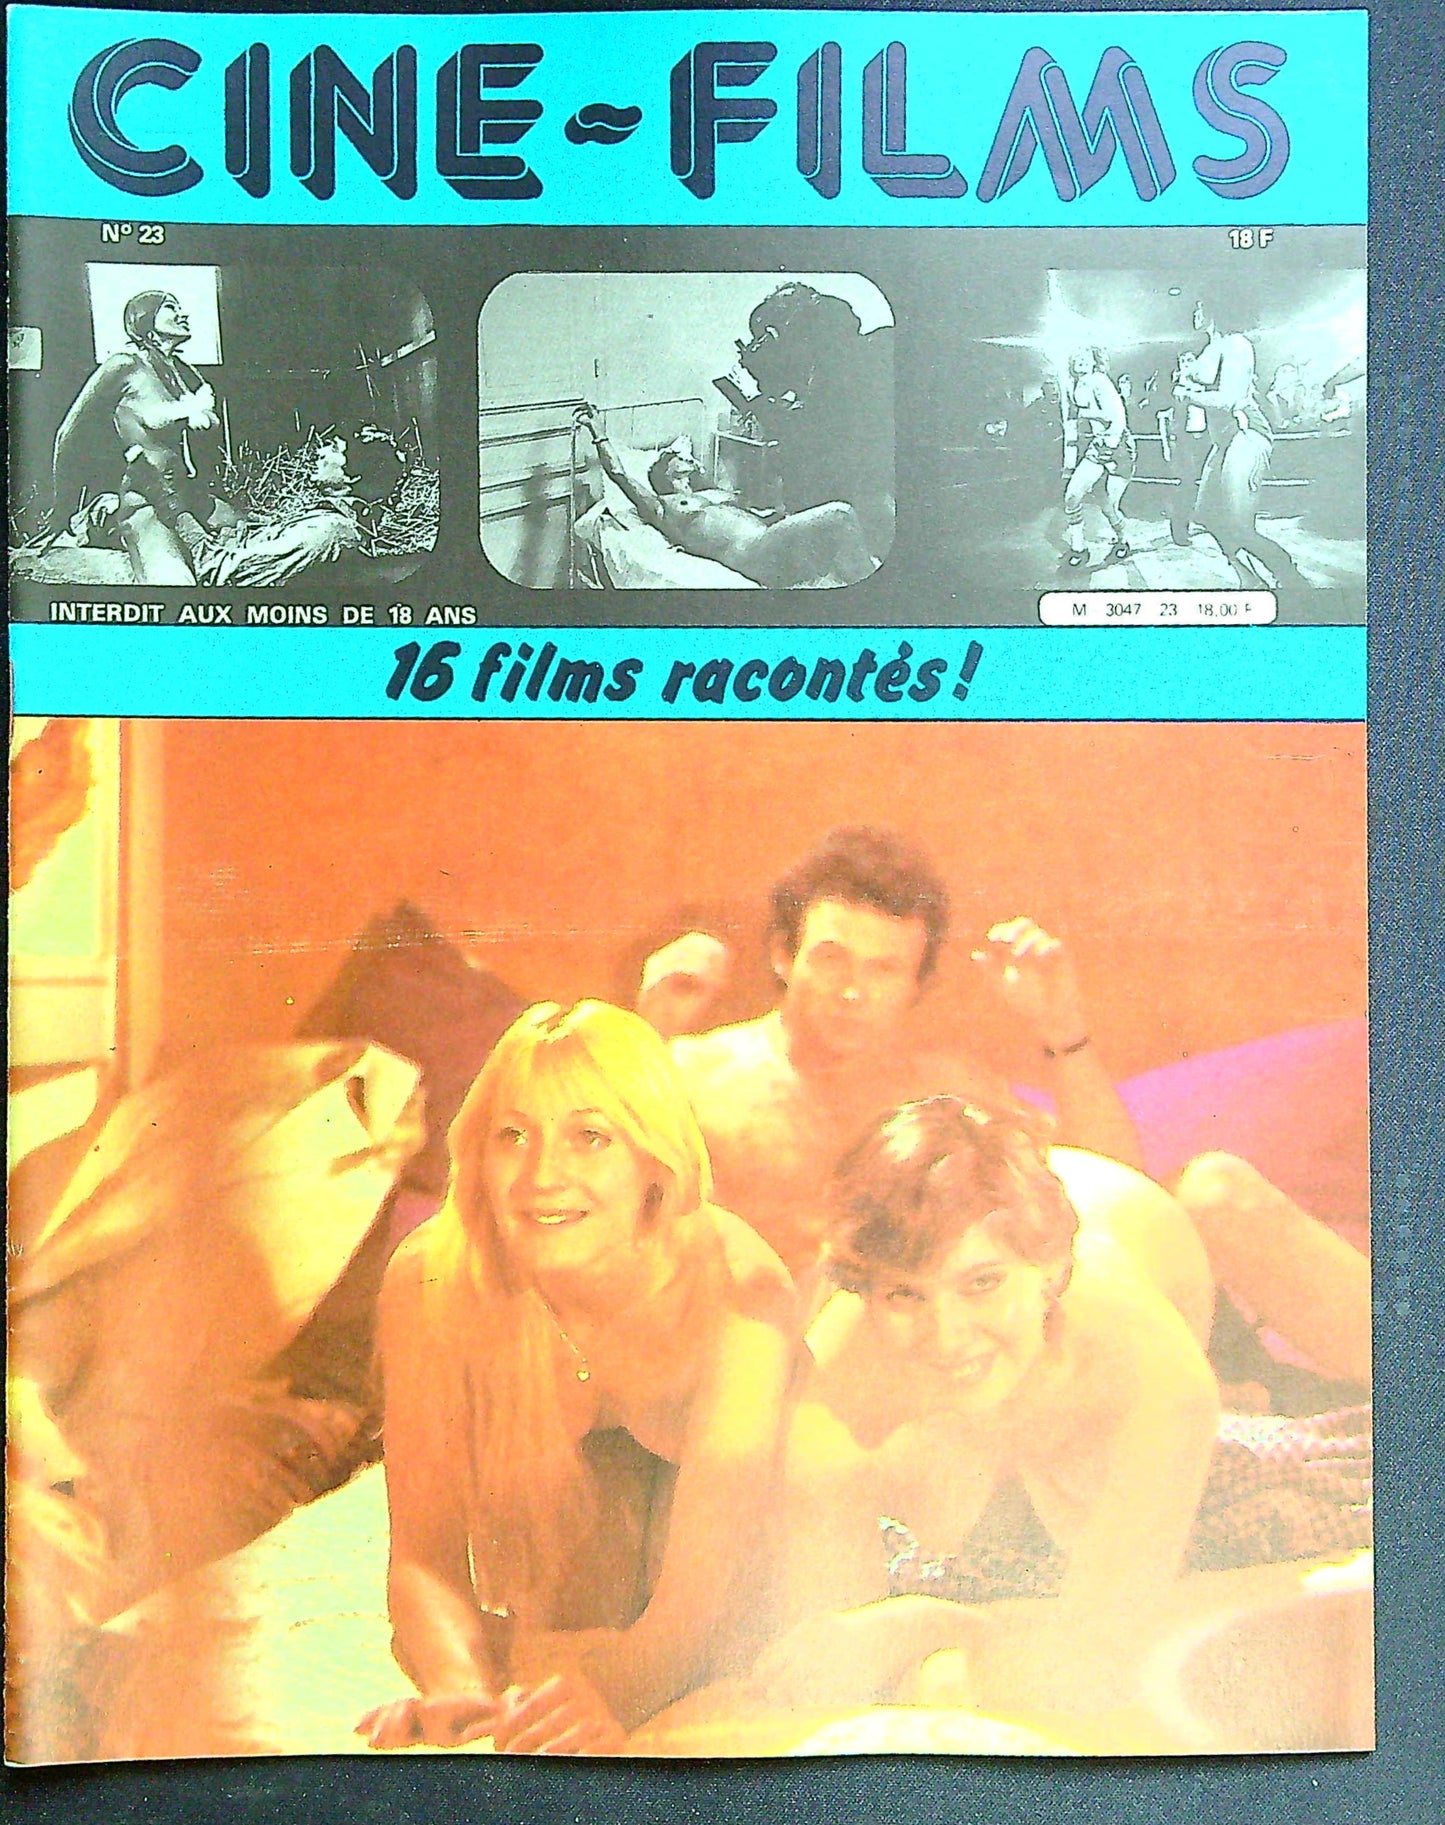 CINE-FILMS
N° 23
18 F
INTERDIT AUX MOINS DE 18 ANS
M 3047 23 18,00 F
16 films racontés!